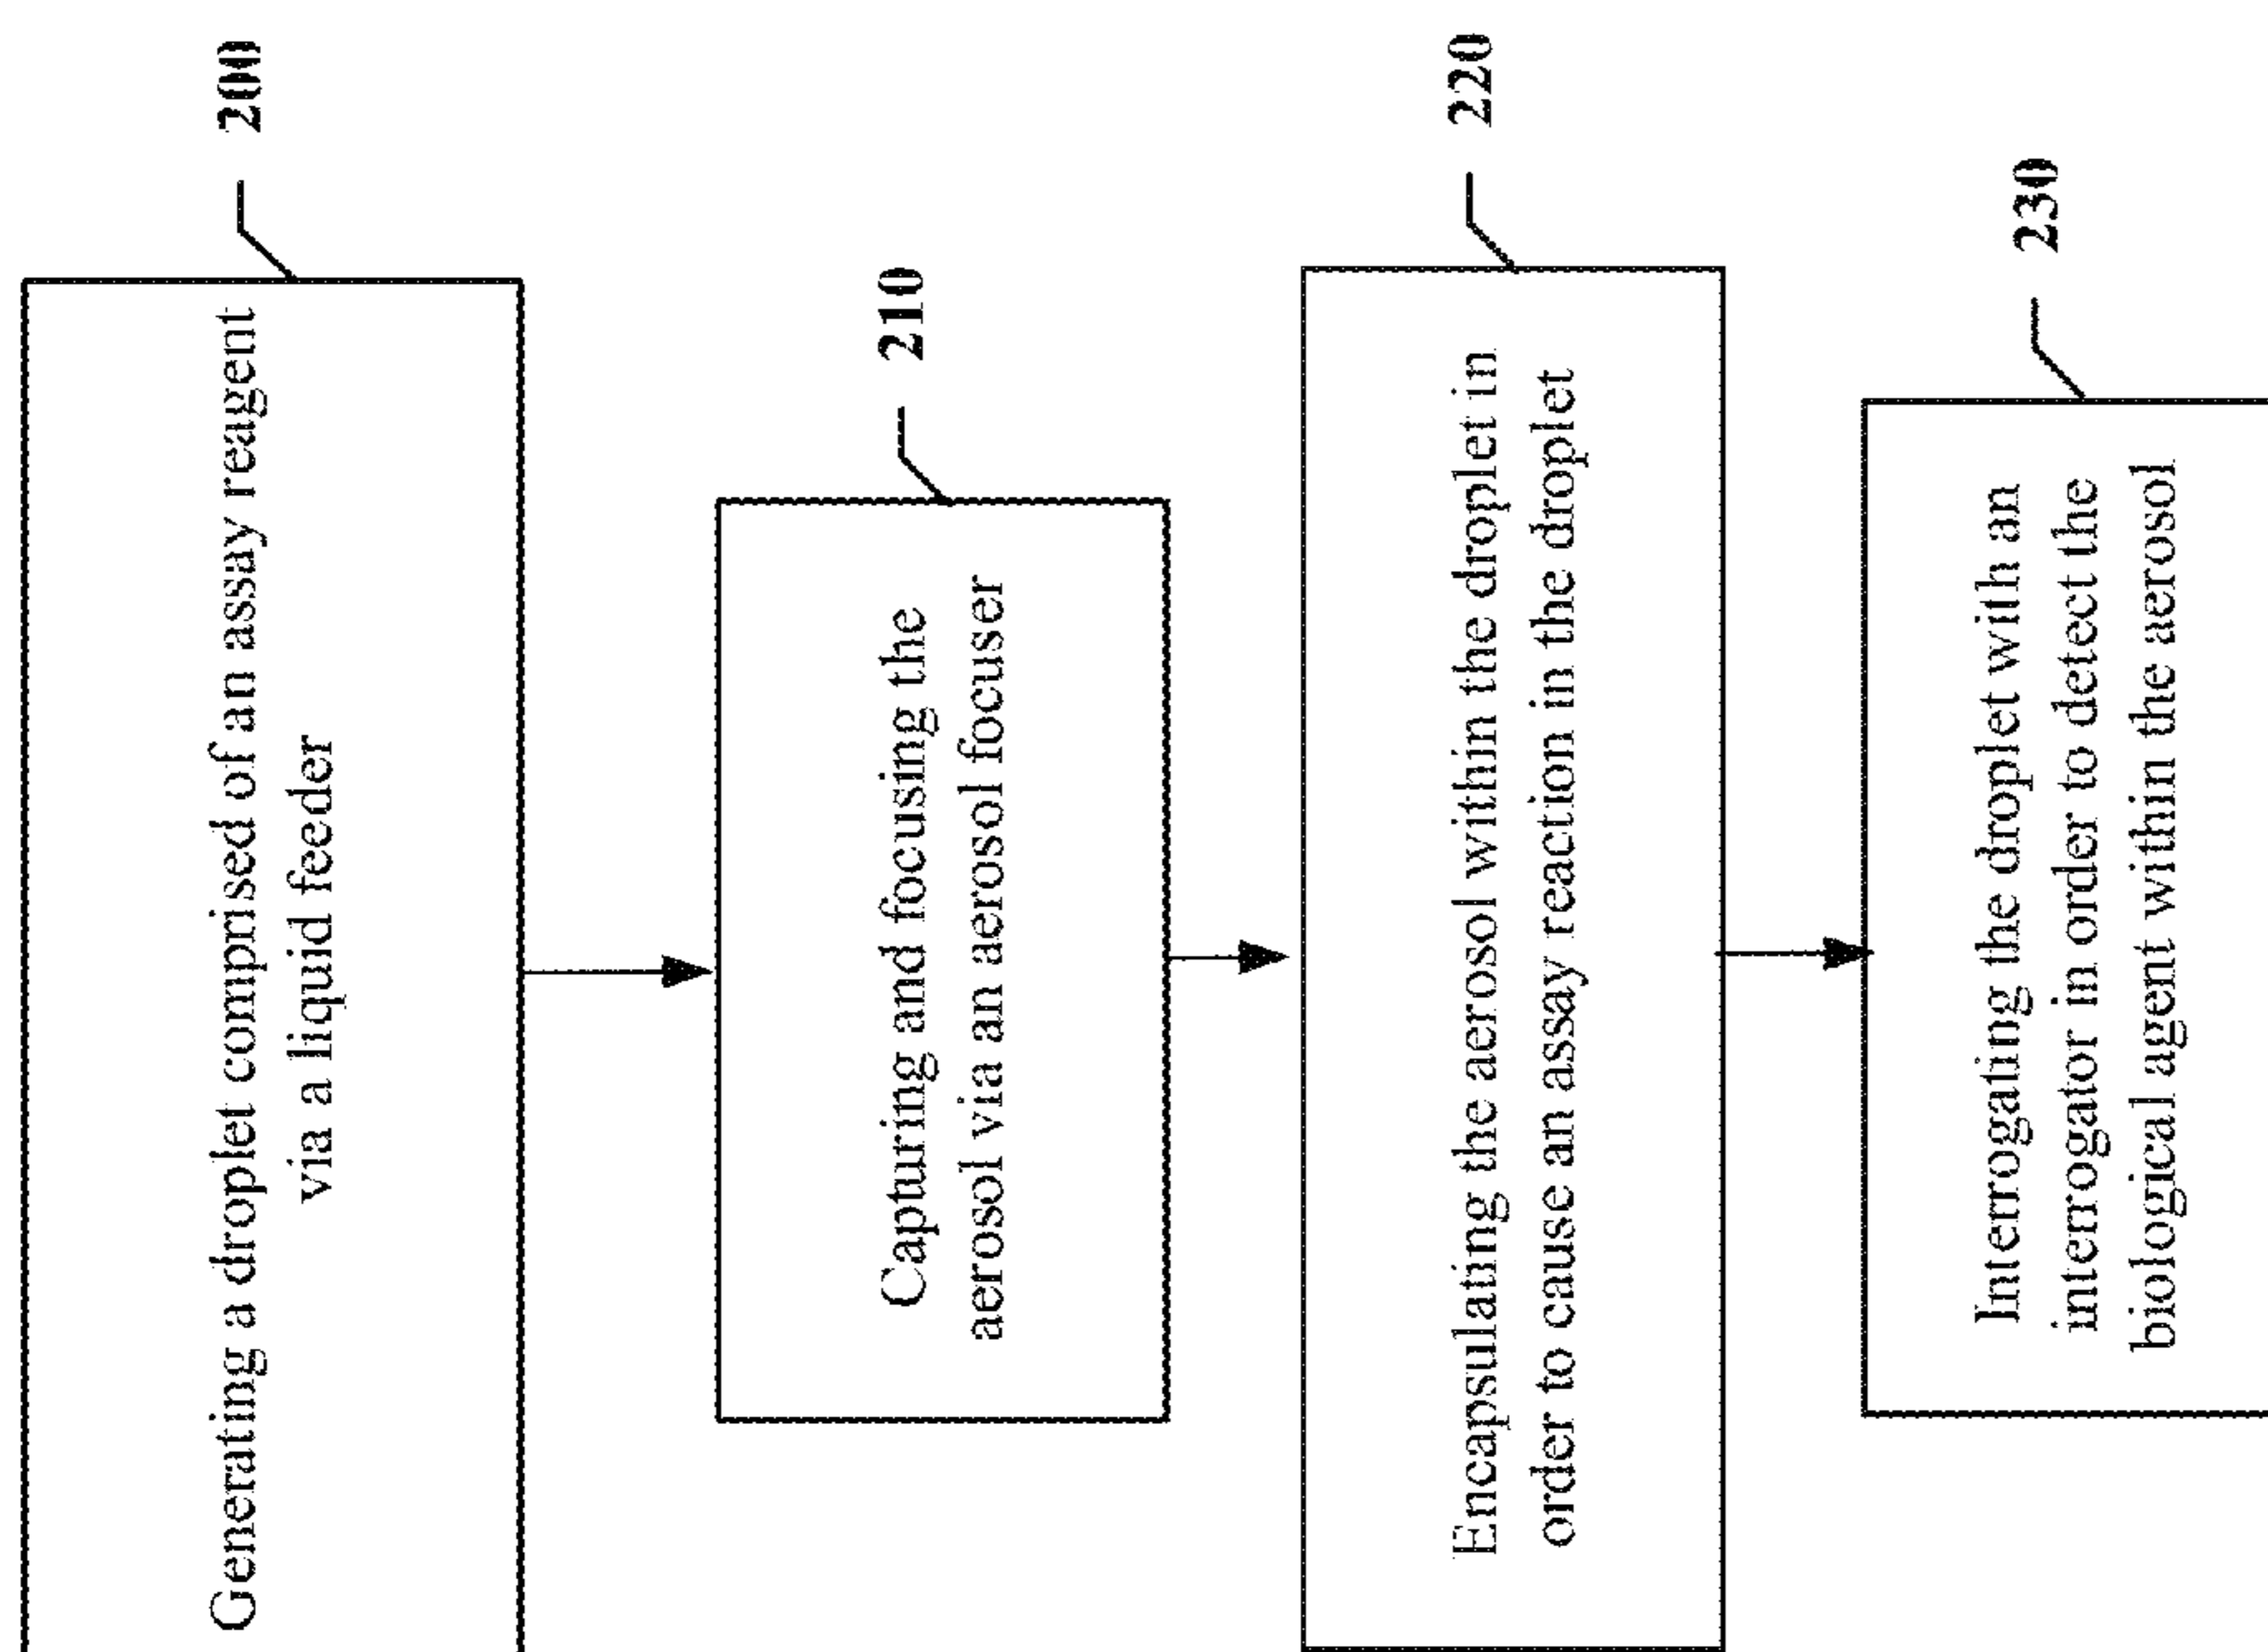 Generating a droplet comprised of an assay reagent
via a liquid feeder
200
Capturing and focusing the
aerosol via an aerosol focuser
210
Encapsulating the aerosol within the droplet in
order to cause an assay reaction in the droplet
220
Interrogating the droplet with an
interrogator in order to detect the
biological agent within the aerosol
230